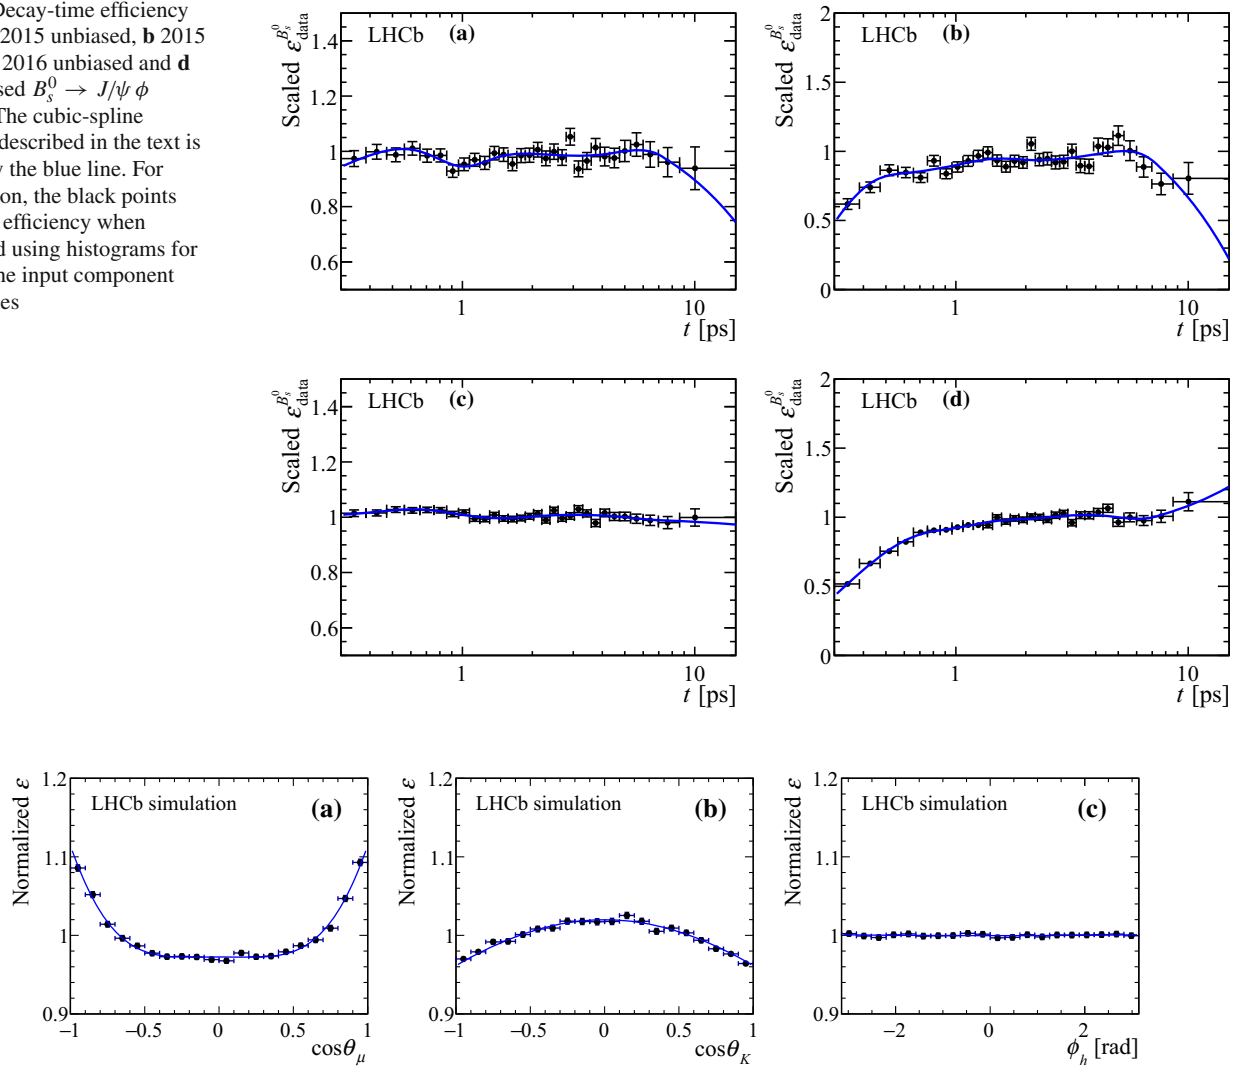 Decay-time efficiency
2015 unbiased, b 2015
2016 unbiased and d
sed B_s^0 → J/ψ φ
The cubic-spline
described in the text is
y the blue line. For
on, the black points
efficiency when
d using histograms for
ne input component
es
Scaled ε_data^{B_s^0}
LHCb (a)
1.4
1.2
1
0.8
0.6
1 10
t [ps]
Scaled ε_data^{B_s^0}
LHCb (b)
2
1.5
1
0.5
0
1 10
t [ps]
Scaled ε_data^{B_s^0}
LHCb (c)
1.4
1.2
1
0.8
0.6
1 10
t [ps]
Scaled ε_data^{B_s^0}
LHCb (d)
2
1.5
1
0.5
0
1 10
t [ps]
Normalized ε
LHCb simulation (a)
1.2
1.1
1
0.9
−1 −0.5 0 0.5 1
cosθ_μ
Normalized ε
LHCb simulation (b)
1.2
1.1
1
0.9
−1 −0.5 0 0.5 1
cosθ_K
Normalized ε
LHCb simulation (c)
1.2
1.1
1
0.9
−2 0 2
ϕ_h [rad]